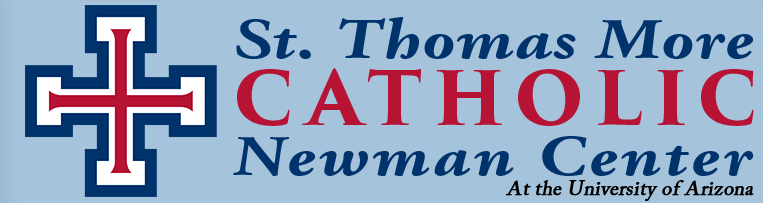 St. Thomas More
CATHOLIC
Newman Center
At the University of Arizona